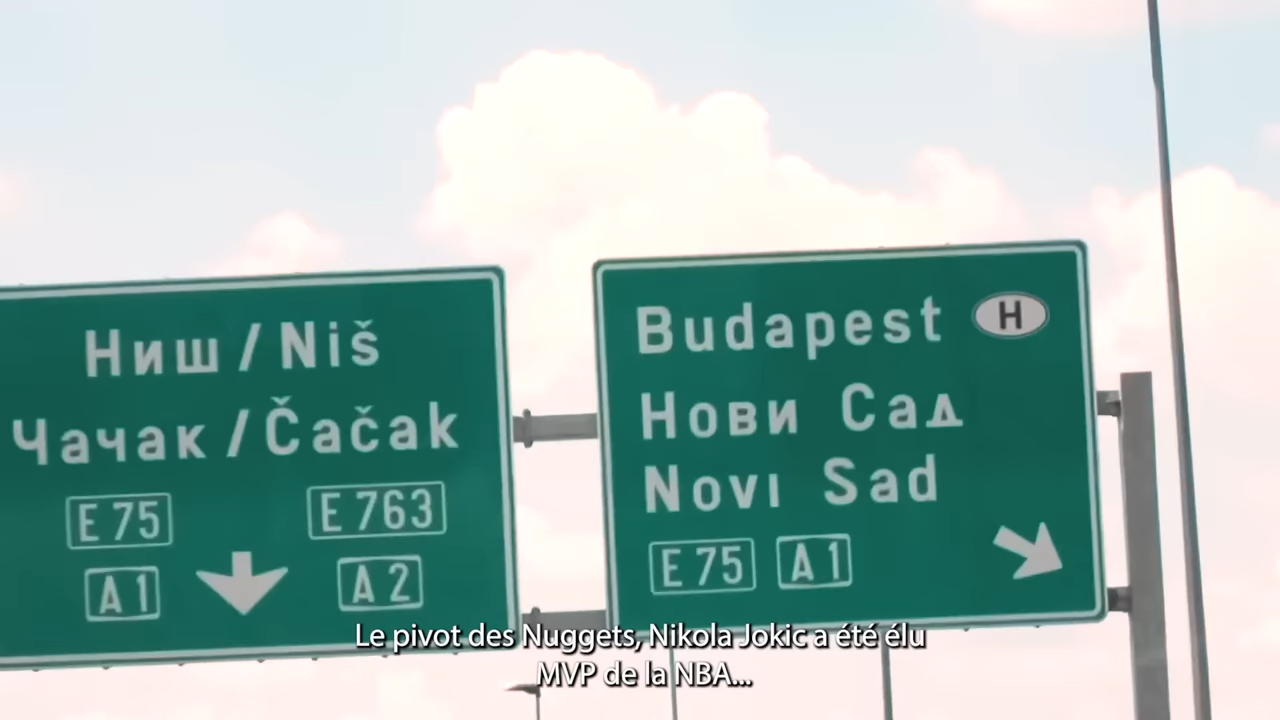 Ниш / Niš
Чачак / Čačak
E 75
E 763
A 1
A 2
Budapest H
Нови Сад
Novi Sad
E 75 A 1
Le pivot des Nuggets, Nikola Jokic a été élu
MVP de la NBA...